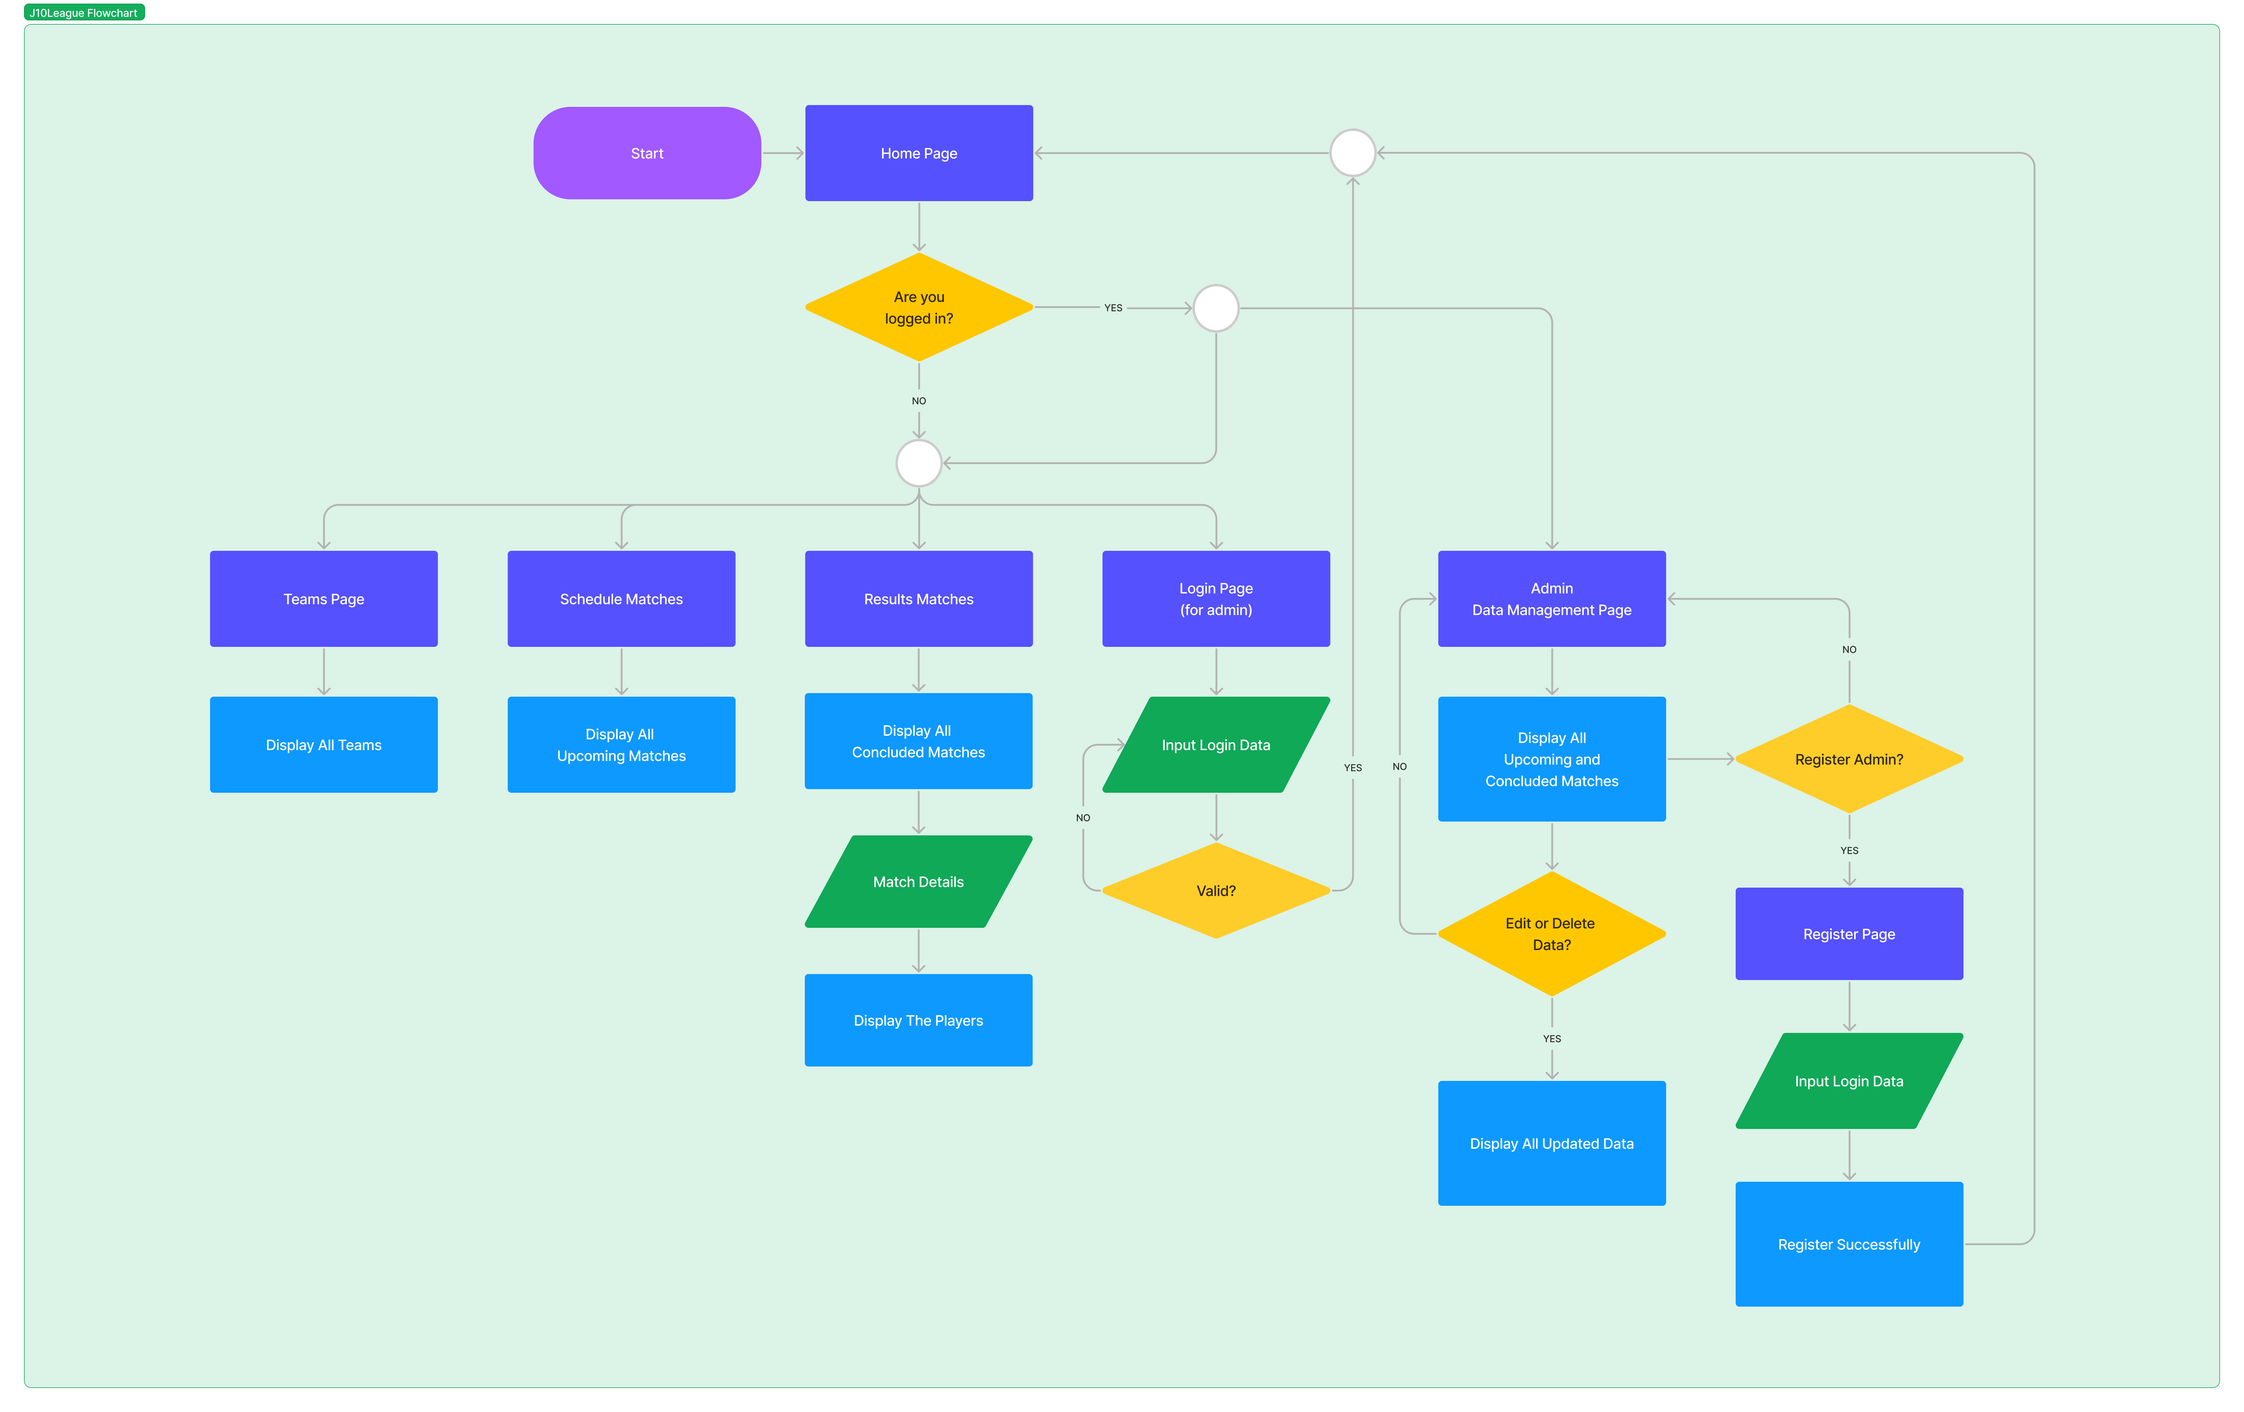 J10League Flowchart
Start
Home Page
Are you
logged in?
YES
NO
Teams Page
Schedule Matches
Results Matches
Login Page
(for admin)
Admin
Data Management Page
NO
Display All Teams
Display All
Upcoming Matches
Display All
Concluded Matches
Input Login Data
YES
NO
Display All
Upcoming and
Concluded Matches
Register Admin?
NO
YES
Match Details
Valid?
Edit or Delete
Data?
Register Page
Display The Players
YES
Input Login Data
Display All Updated Data
Register Successfully